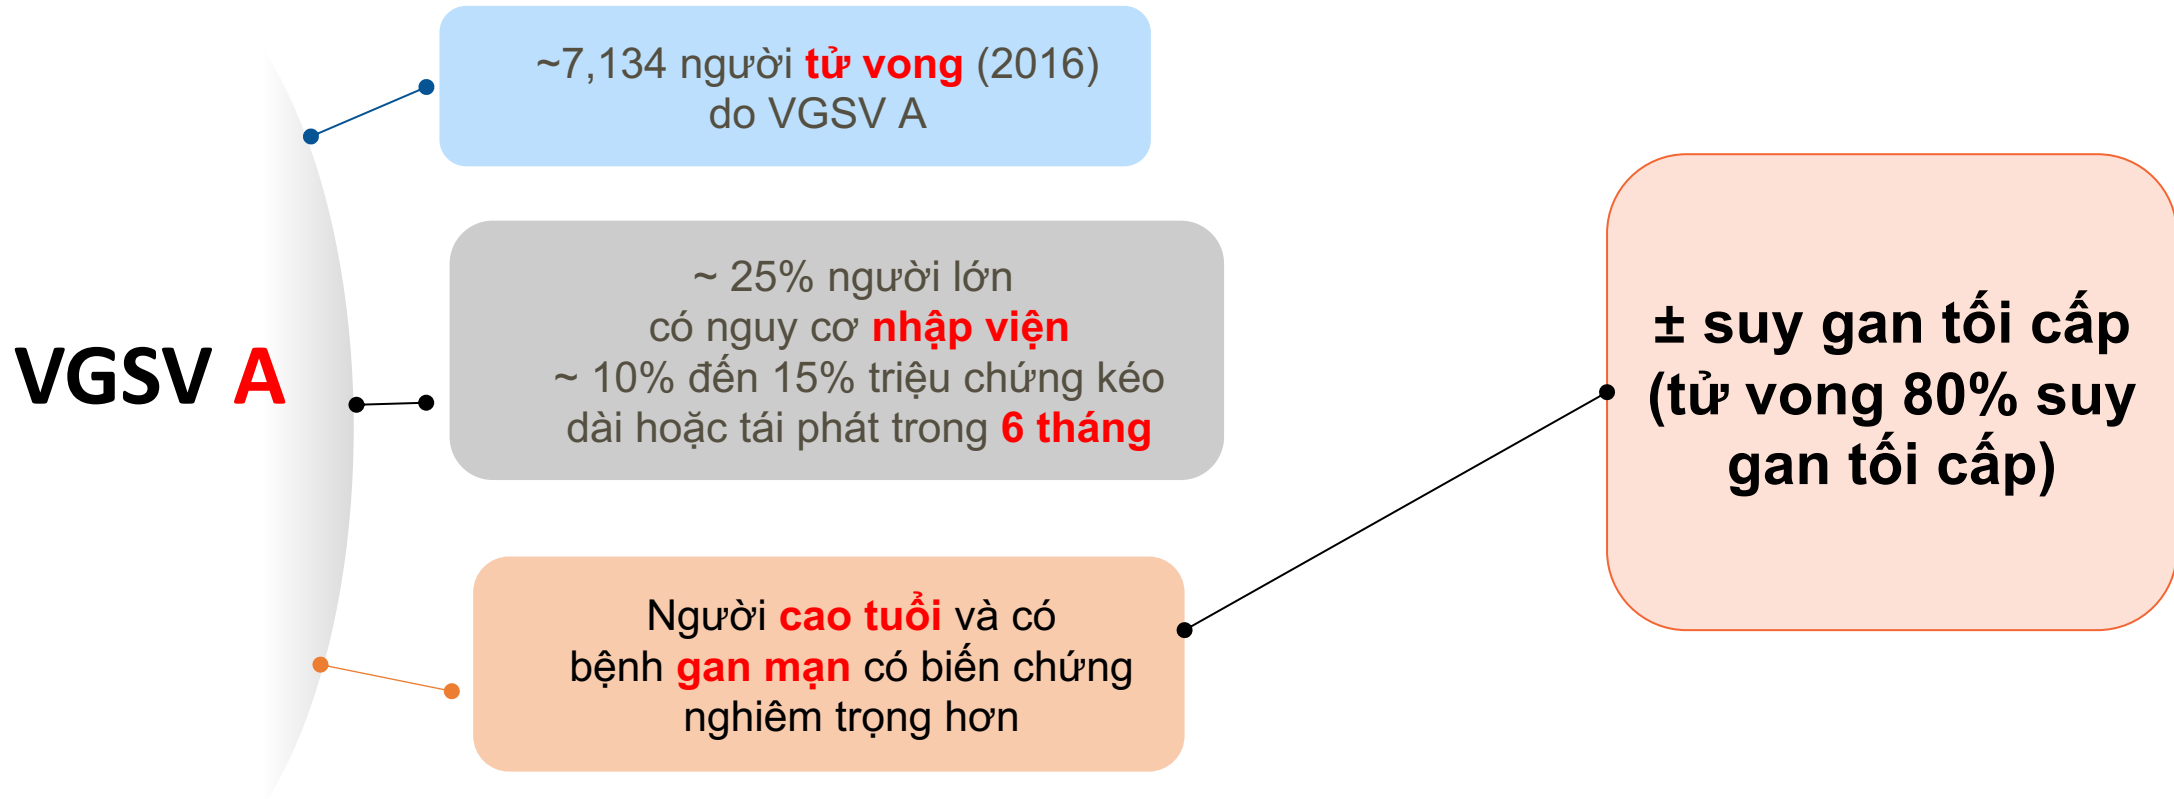 VGSV A
~7,134 người tử vong (2016)
do VGSV A
~ 25% người lớn
có nguy cơ nhập viện
~ 10% đến 15% triệu chứng kéo
dài hoặc tái phát trong 6 tháng
Người cao tuổi và có
bệnh gan mạn có biến chứng
nghiêm trọng hơn
± suy gan tối cấp
(tử vong 80% suy
gan tối cấp)